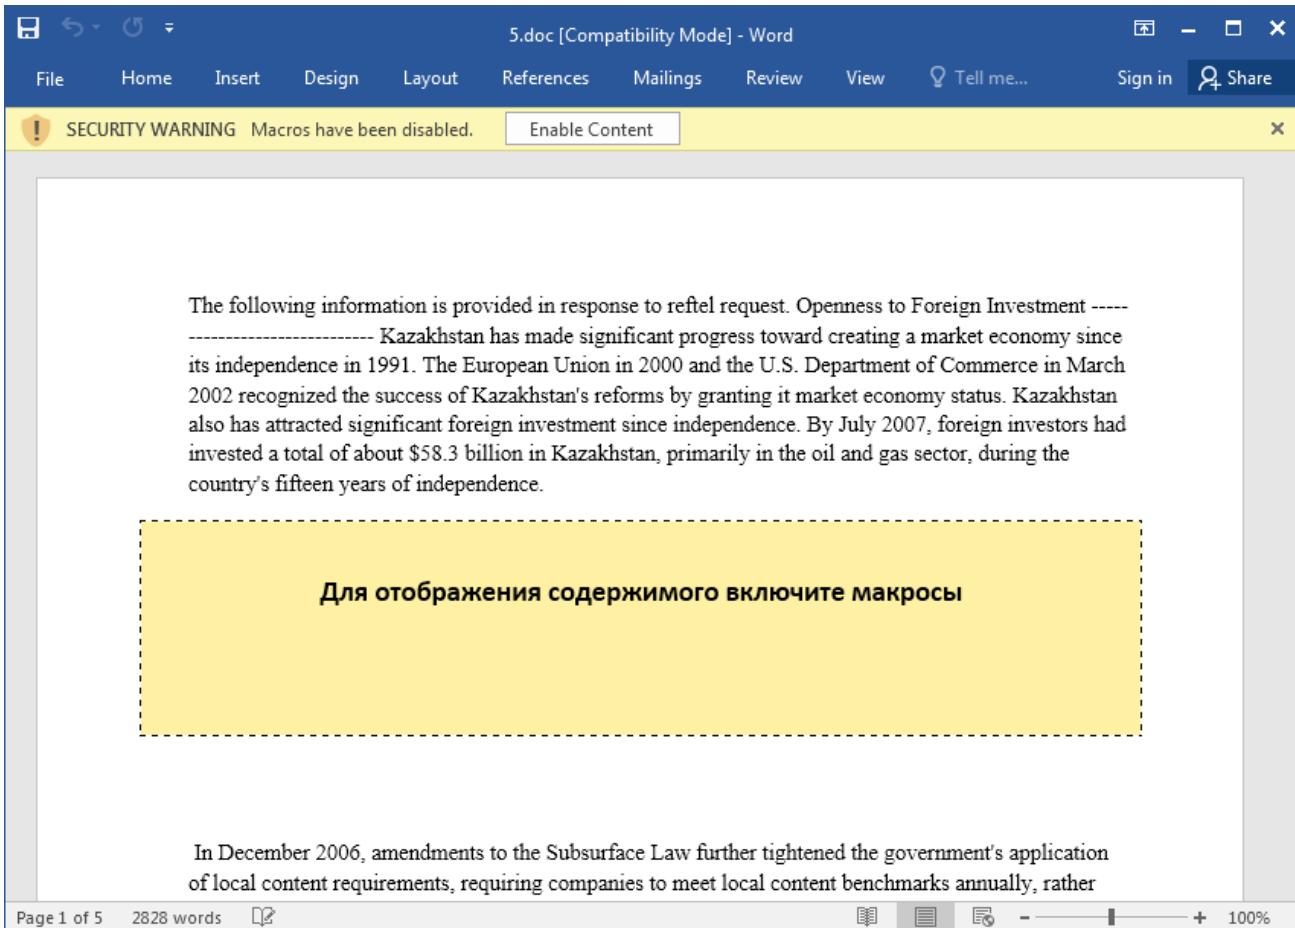 5.doc [Compatibility Mode] - Word
File Home Insert Design Layout References Mailings Review View Tell me... Sign in Share
SECURITY WARNING Macros have been disabled. Enable Content
The following information is provided in response to reftel request. Openness to Foreign Investment -----
------------------------- Kazakhstan has made significant progress toward creating a market economy since
its independence in 1991. The European Union in 2000 and the U.S. Department of Commerce in March
2002 recognized the success of Kazakhstan's reforms by granting it market economy status. Kazakhstan
also has attracted significant foreign investment since independence. By July 2007, foreign investors had
invested a total of about $58.3 billion in Kazakhstan, primarily in the oil and gas sector, during the
country's fifteen years of independence.
Для отображения содержимого включите макросы
In December 2006, amendments to the Subsurface Law further tightened the government's application
of local content requirements, requiring companies to meet local content benchmarks annually, rather
Page 1 of 5 2828 words 100%